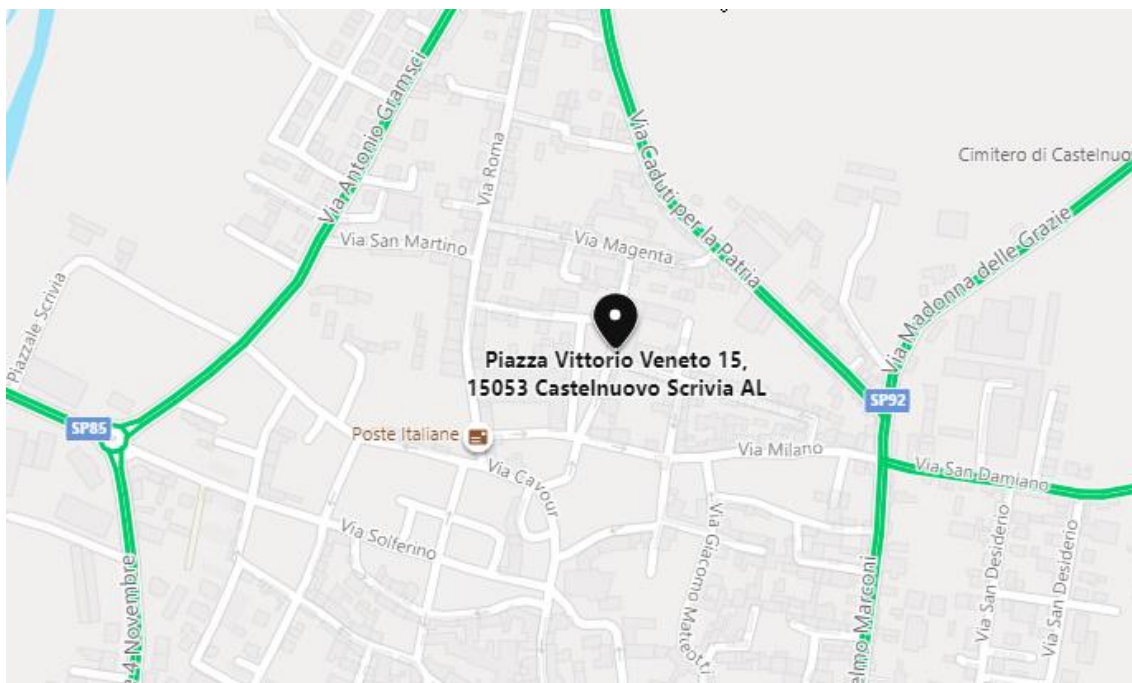 Via Antonio Gramsci
Via Roma
Via Caduti per la Patria
Cimitero di Castelnuo
Via San Martino
Via Magenta
Via Madonna delle Grazie
Piazzale Scrivia
Piazza Vittorio Veneto 15,
15053 Castelnuovo Scrivia AL
SP92
SP85
Poste Italiane
Via Cavour
Via Milano
Via San Damiano
Via Solferino
Via Giacomo Matteotti
Via San Desiderio
Via San Desiderio
e 4 Novembre
elmo Marconi